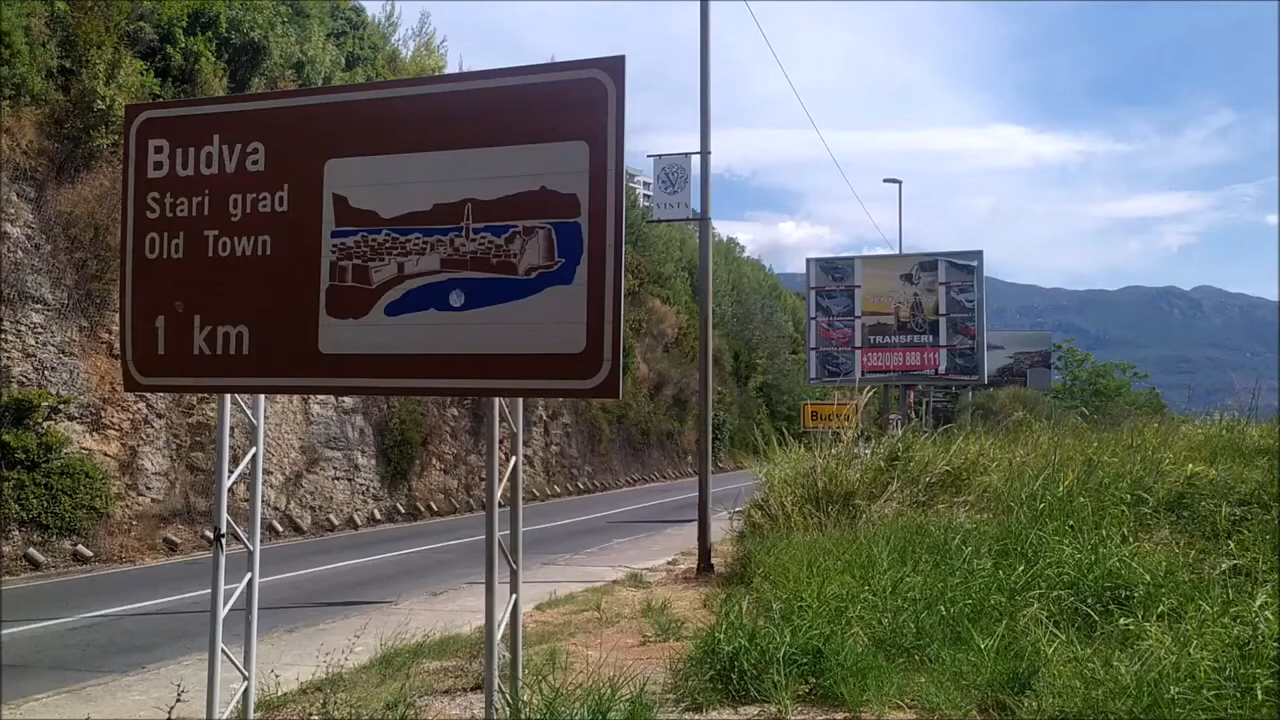 Budva
Stari grad
Old Town
1 km
VISTA
TRANSFERI
+382(0)69 888 111
Budva